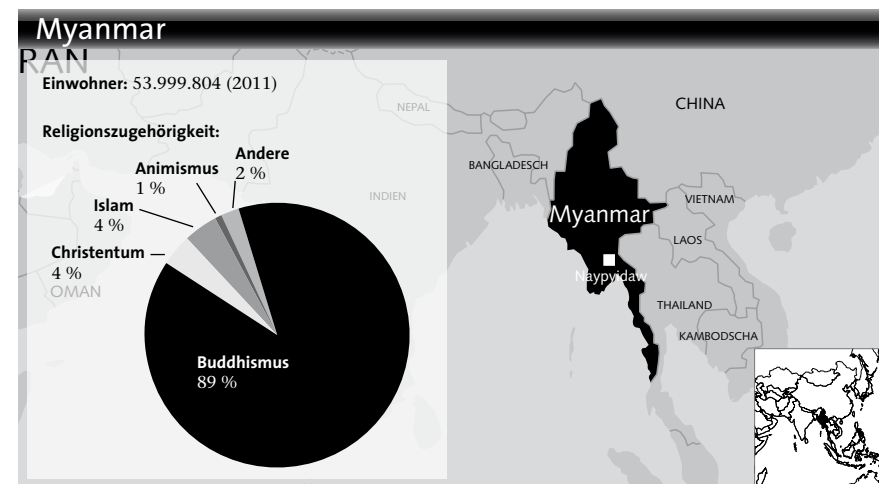 Myanmar
RAN
Einwohner: 53.999.804 (2011)
Religionszugehörigkeit:
Andere
2 %
Animismus
1 %
Islam
4 %
Christentum
4 %
Buddhismus
89 %
OMAN
NEPAL
INDIEN
CHINA
BANGLADESCH
Myanmar
VIETNAM
LAOS
Naypyidaw
THAILAND
KAMBODSCHA